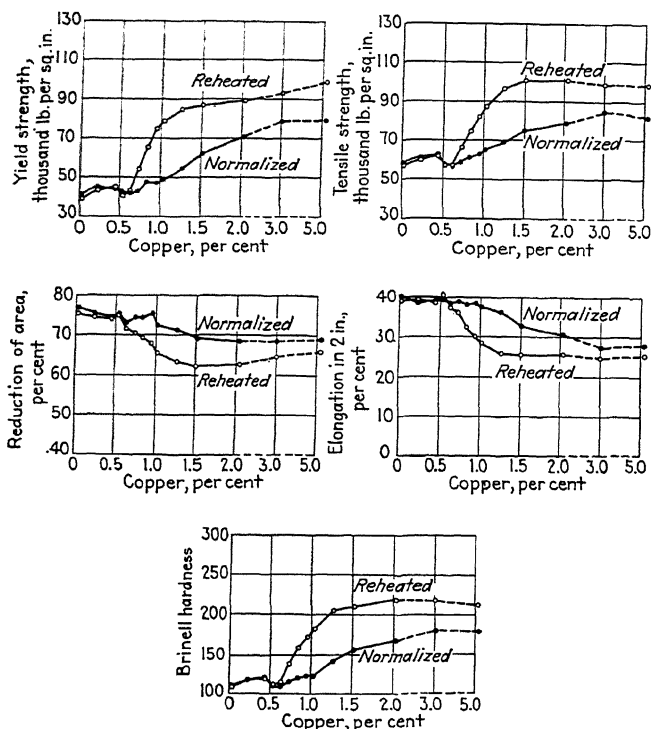 Yield strength,
thousand lb. per sq. in.
130
110
90
70
50
30
Reheated
Normalized
0 0.5 1.0 1.5 2.0 3.0 5.0
Copper, per cent
Tensile strength,
thousand lb. per sq. in.
130
110
90
70
50
30
Reheated
Normalized
0 0.5 1.0 1.5 2.0 3.0 5.0
Copper, per cent
Reduction of area,
per cent
80
70
60
50
.40
Normalized
Reheated
0 0.5 1.0 1.5 2.0 3.0 5.0
Copper, per cent
Elongation in 2 in.,
per cent
40
30
20
10
0
Normalized
Reheated
0 0.5 1.0 1.5 2.0 3.0 5.0
Copper, per cent
Brinell hardness
300
250
200
150
100
Reheated
Normalized
0 0.5 1.0 1.5 2.0 3.0 5.0
Copper, per cent